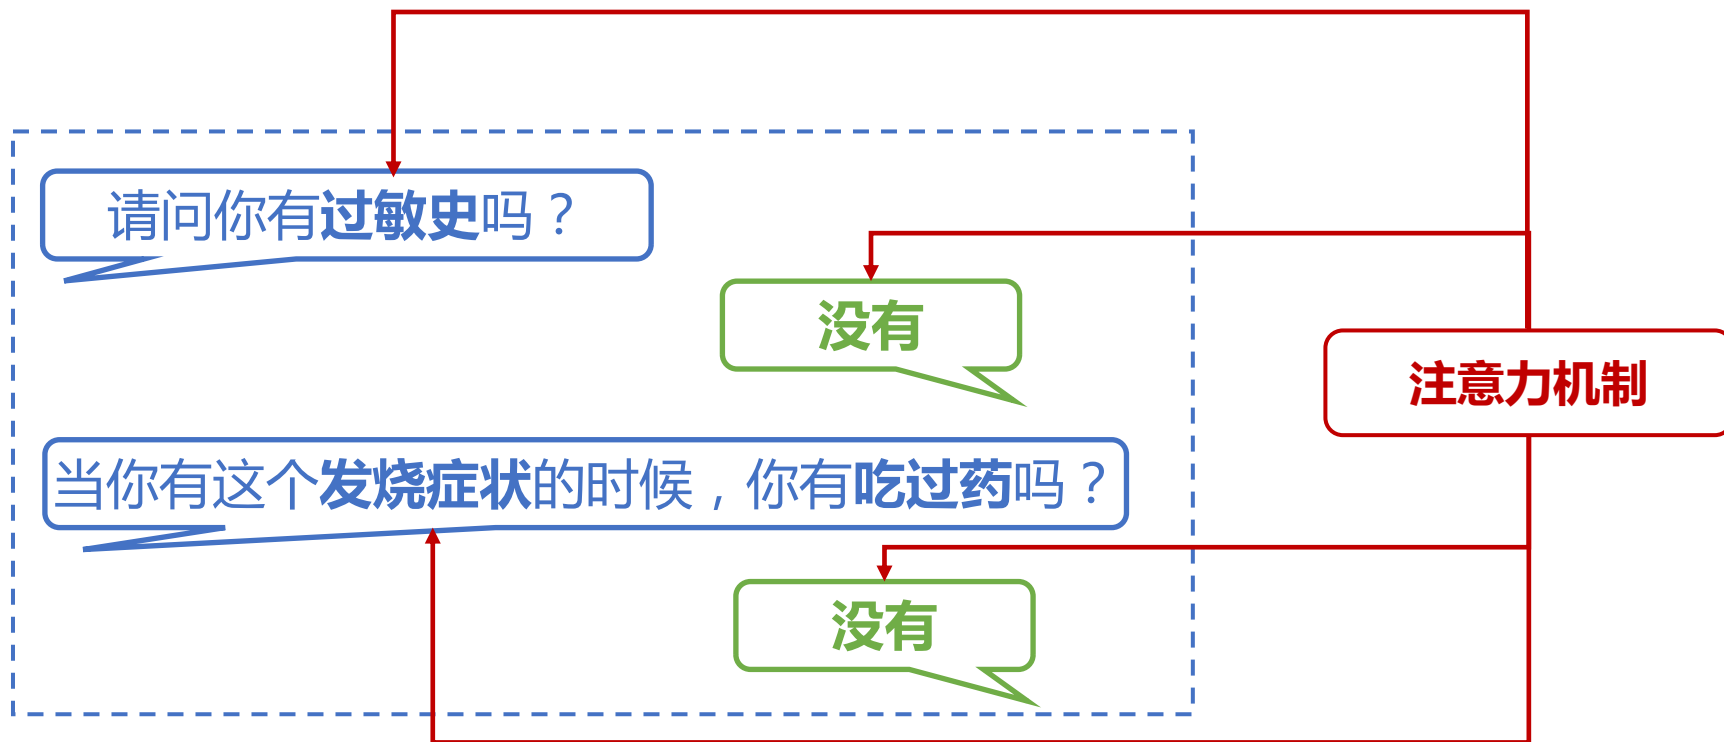 请问你有过敏史吗？
没有
注意力机制
当你有这个发烧症状的时候，你有吃过药吗？
没有